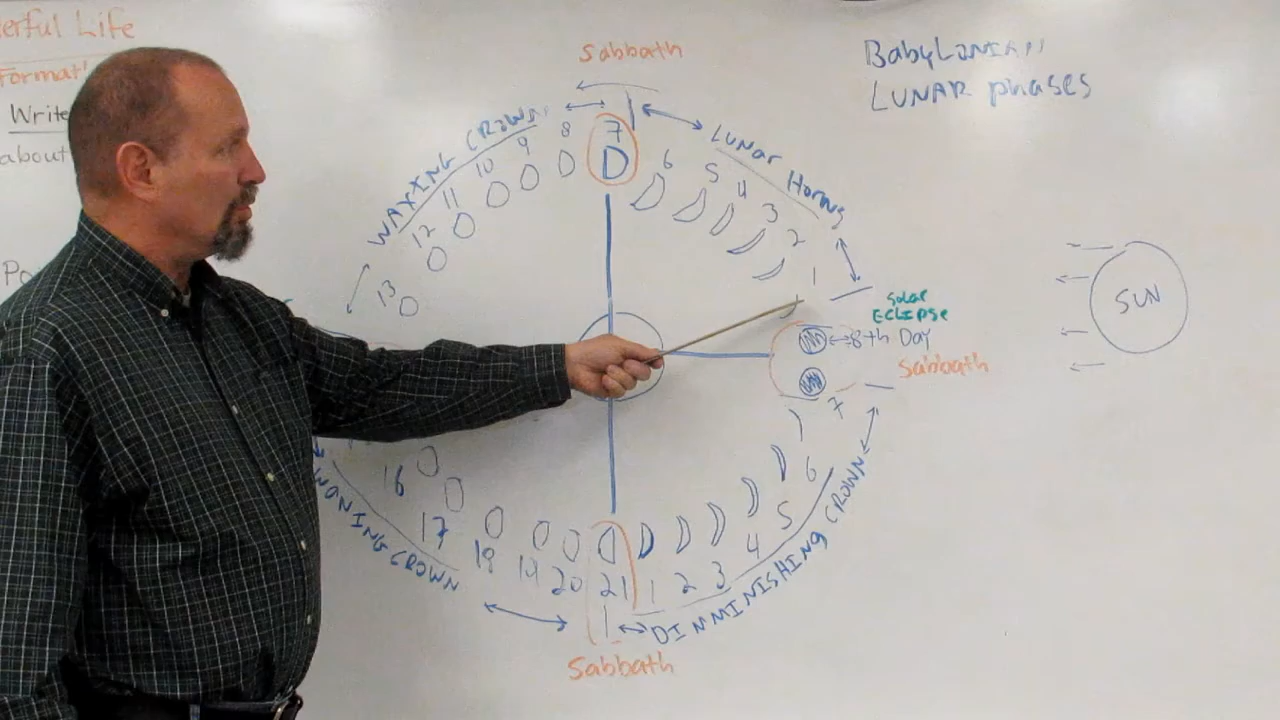 erful Life
Format
Write
about
Po
BabyLonian
LUNAR phases
Sabbath
WAXING CROWN
LUNar Horns
13 12 11 10 9 8 7 6 5 4 3 2 1
Solar
ECLIPSE
8th Day
Sabbath
SUN
7
6
5
4
3
2
1
DINMINISHING CROWN
16
17
18
19
20
21
1
WANING CROWN
Sabbath